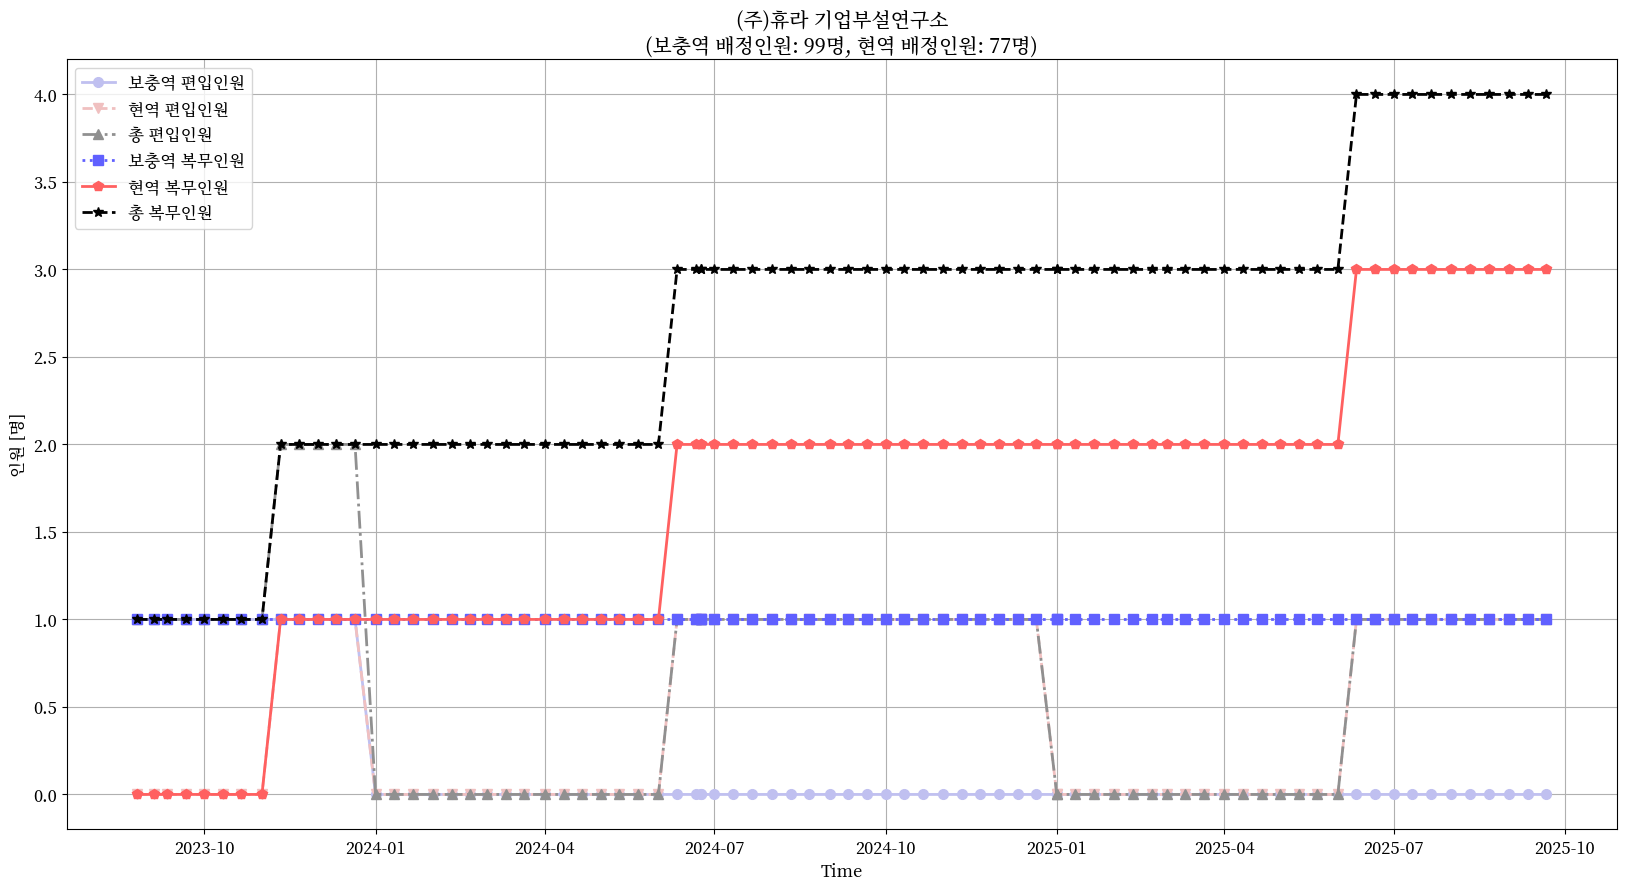 (주)휴라 기업부설연구소
(보충역 배정인원: 99명, 현역 배정인원: 77명)
보충역 편입인원
현역 편입인원
총 편입인원
보충역 복무인원
현역 복무인원
총 복무인원
인원 [명]
4.0
3.5
3.0
2.5
2.0
1.5
1.0
0.5
0.0
2023-10
2024-01
2024-04
2024-07
2024-10
2025-01
2025-04
2025-07
2025-10
Time